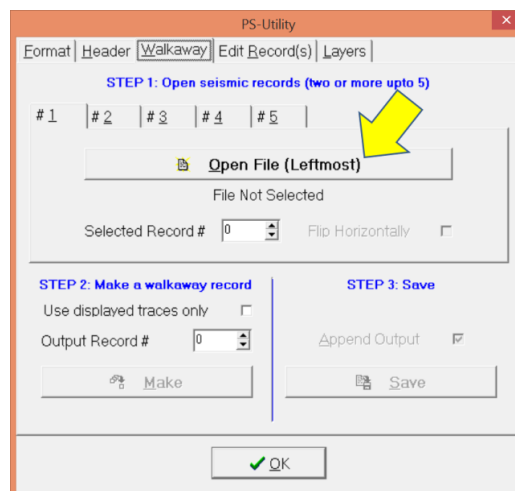 PS-Utility
Format Header Walkaway Edit Record(s) Layers
STEP 1: Open seismic records (two or more upto 5)
# 1 # 2 # 3 # 4 # 5
Open File (Leftmost)
File Not Selected
Selected Record # 0 Flip Horizontally
STEP 2: Make a walkaway record
Use displayed traces only
Output Record # 0
Make
STEP 3: Save
Append Output
Save
OK